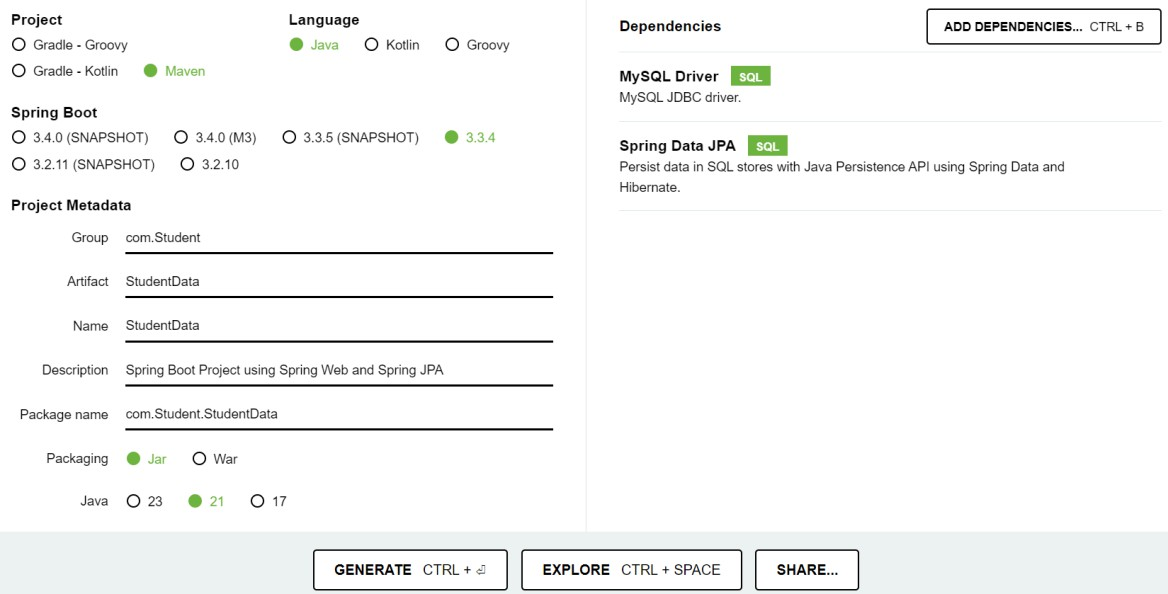 Project
Gradle - Groovy
Gradle - Kotlin Maven
Language
Java Kotlin Groovy
Spring Boot
3.4.0 (SNAPSHOT) 3.4.0 (M3) 3.3.5 (SNAPSHOT) 3.3.4
3.2.11 (SNAPSHOT) 3.2.10
Project Metadata
Group com.Student
Artifact StudentData
Name StudentData
Description Spring Boot Project using Spring Web and Spring JPA
Package name com.Student.StudentData
Packaging Jar War
Java 23 21 17
Dependencies
ADD DEPENDENCIES... CTRL + B
MySQL Driver SQL
MySQL JDBC driver.
Spring Data JPA SQL
Persist data in SQL stores with Java Persistence API using Spring Data and
Hibernate.
GENERATE CTRL + ⏎
EXPLORE CTRL + SPACE
SHARE...